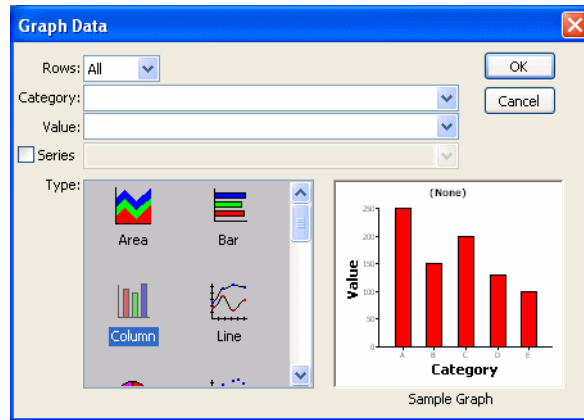 Graph Data
Rows: All
OK
Category:
Cancel
Value:
Series
Type:
Area
Bar
Column
Line
(None)
250
200
150
100
50
0
Value
A B C D E
Category
Sample Graph